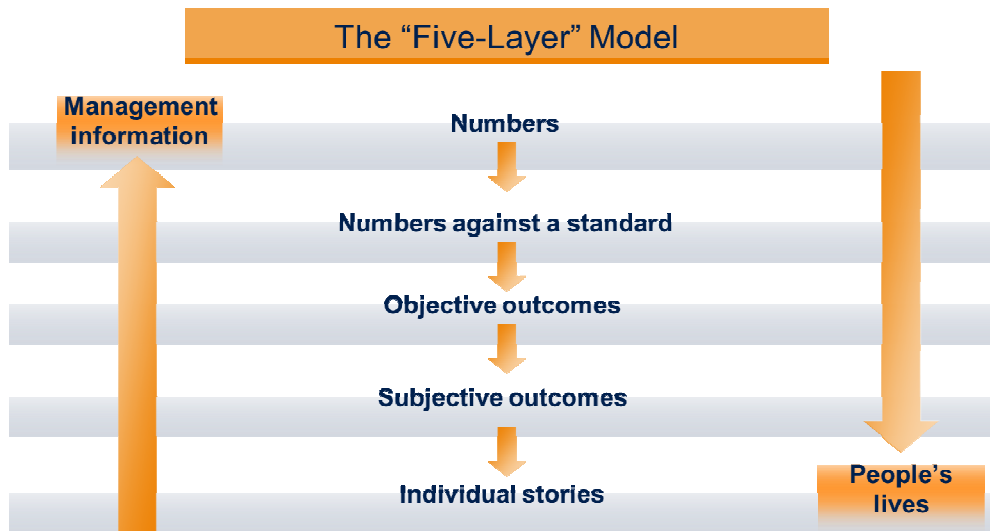 The “Five-Layer” Model
Management
information
Numbers
Numbers against a standard
Objective outcomes
Subjective outcomes
Individual stories
People’s
lives